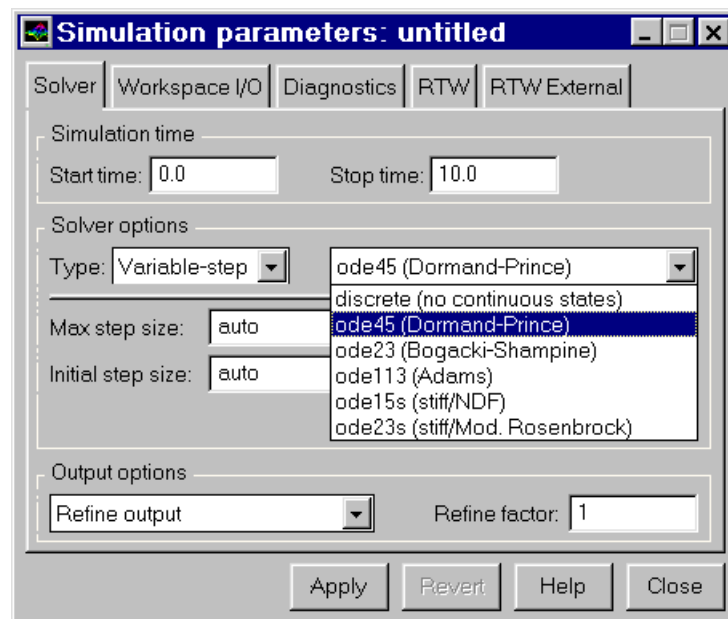 Simulation parameters: untitled
Solver Workspace I/O Diagnostics RTW RTW External
Simulation time
Start time: 0.0 Stop time: 10.0
Solver options
Type: Variable-step ode45 (Dormand-Prince)
discrete (no continuous states)
Max step size: auto ode45 (Dormand-Prince)
ode23 (Bogacki-Shampine)
Initial step size: auto ode113 (Adams)
ode15s (stiff/NDF)
ode23s (stiff/Mod. Rosenbrock)
Output options
Refine output Refine factor: 1
Apply Revert Help Close